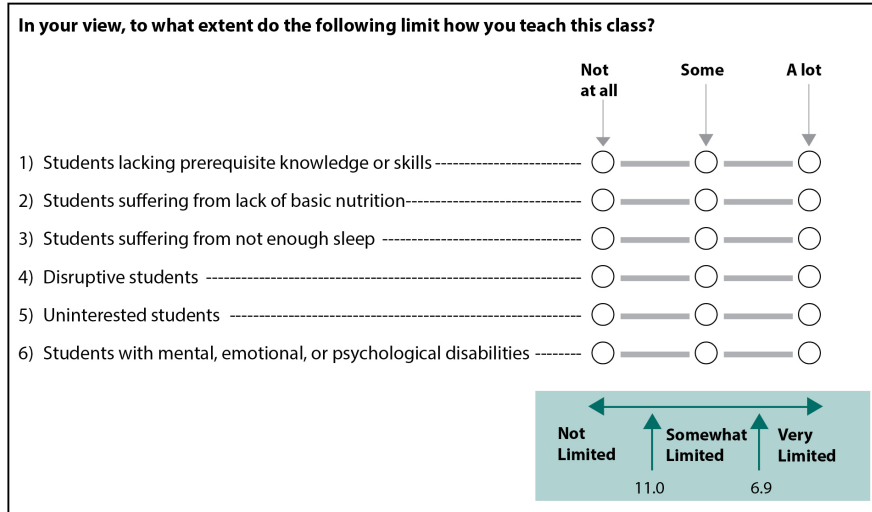 In your view, to what extent do the following limit how you teach this class?
Not at all
Some
A lot
1) Students lacking prerequisite knowledge or skills
2) Students suffering from lack of basic nutrition
3) Students suffering from not enough sleep
4) Disruptive students
5) Uninterested students
6) Students with mental, emotional, or psychological disabilities
Not
Limited
Somewhat
Limited
Very
Limited
11.0
6.9